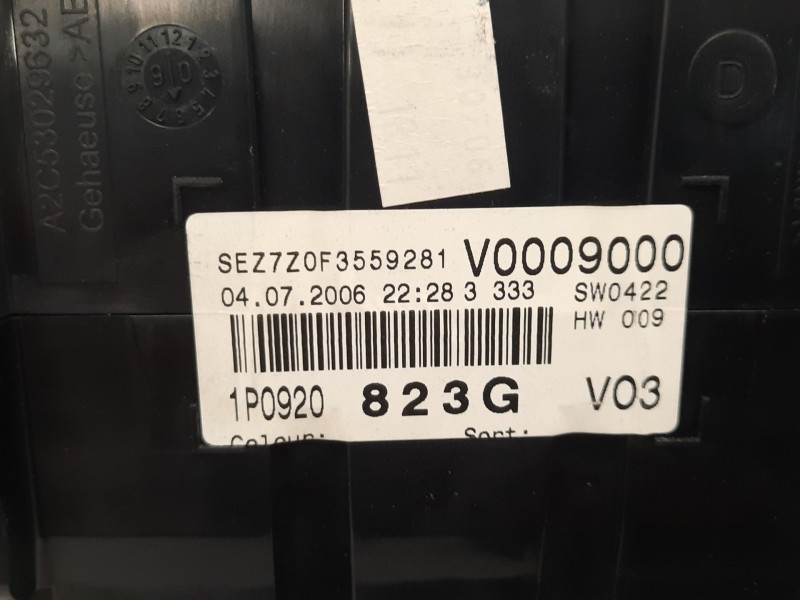 A2C53029632
Gehaeuse >AB
D
SEZ7Z0F3559281 V0009000
04.07.2006 22:28 3 333 SW0422
HW 009
1P0920 823G V03
Colour: Sort: